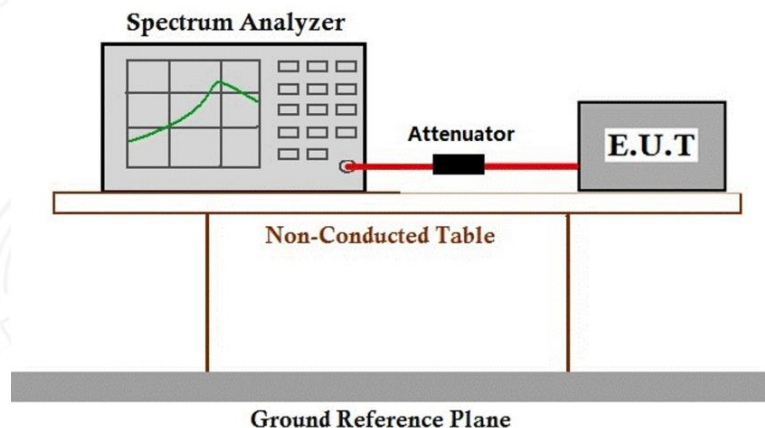 Spectrum Analyzer
Attenuator
E.U.T
Non-Conducted Table
Ground Reference Plane